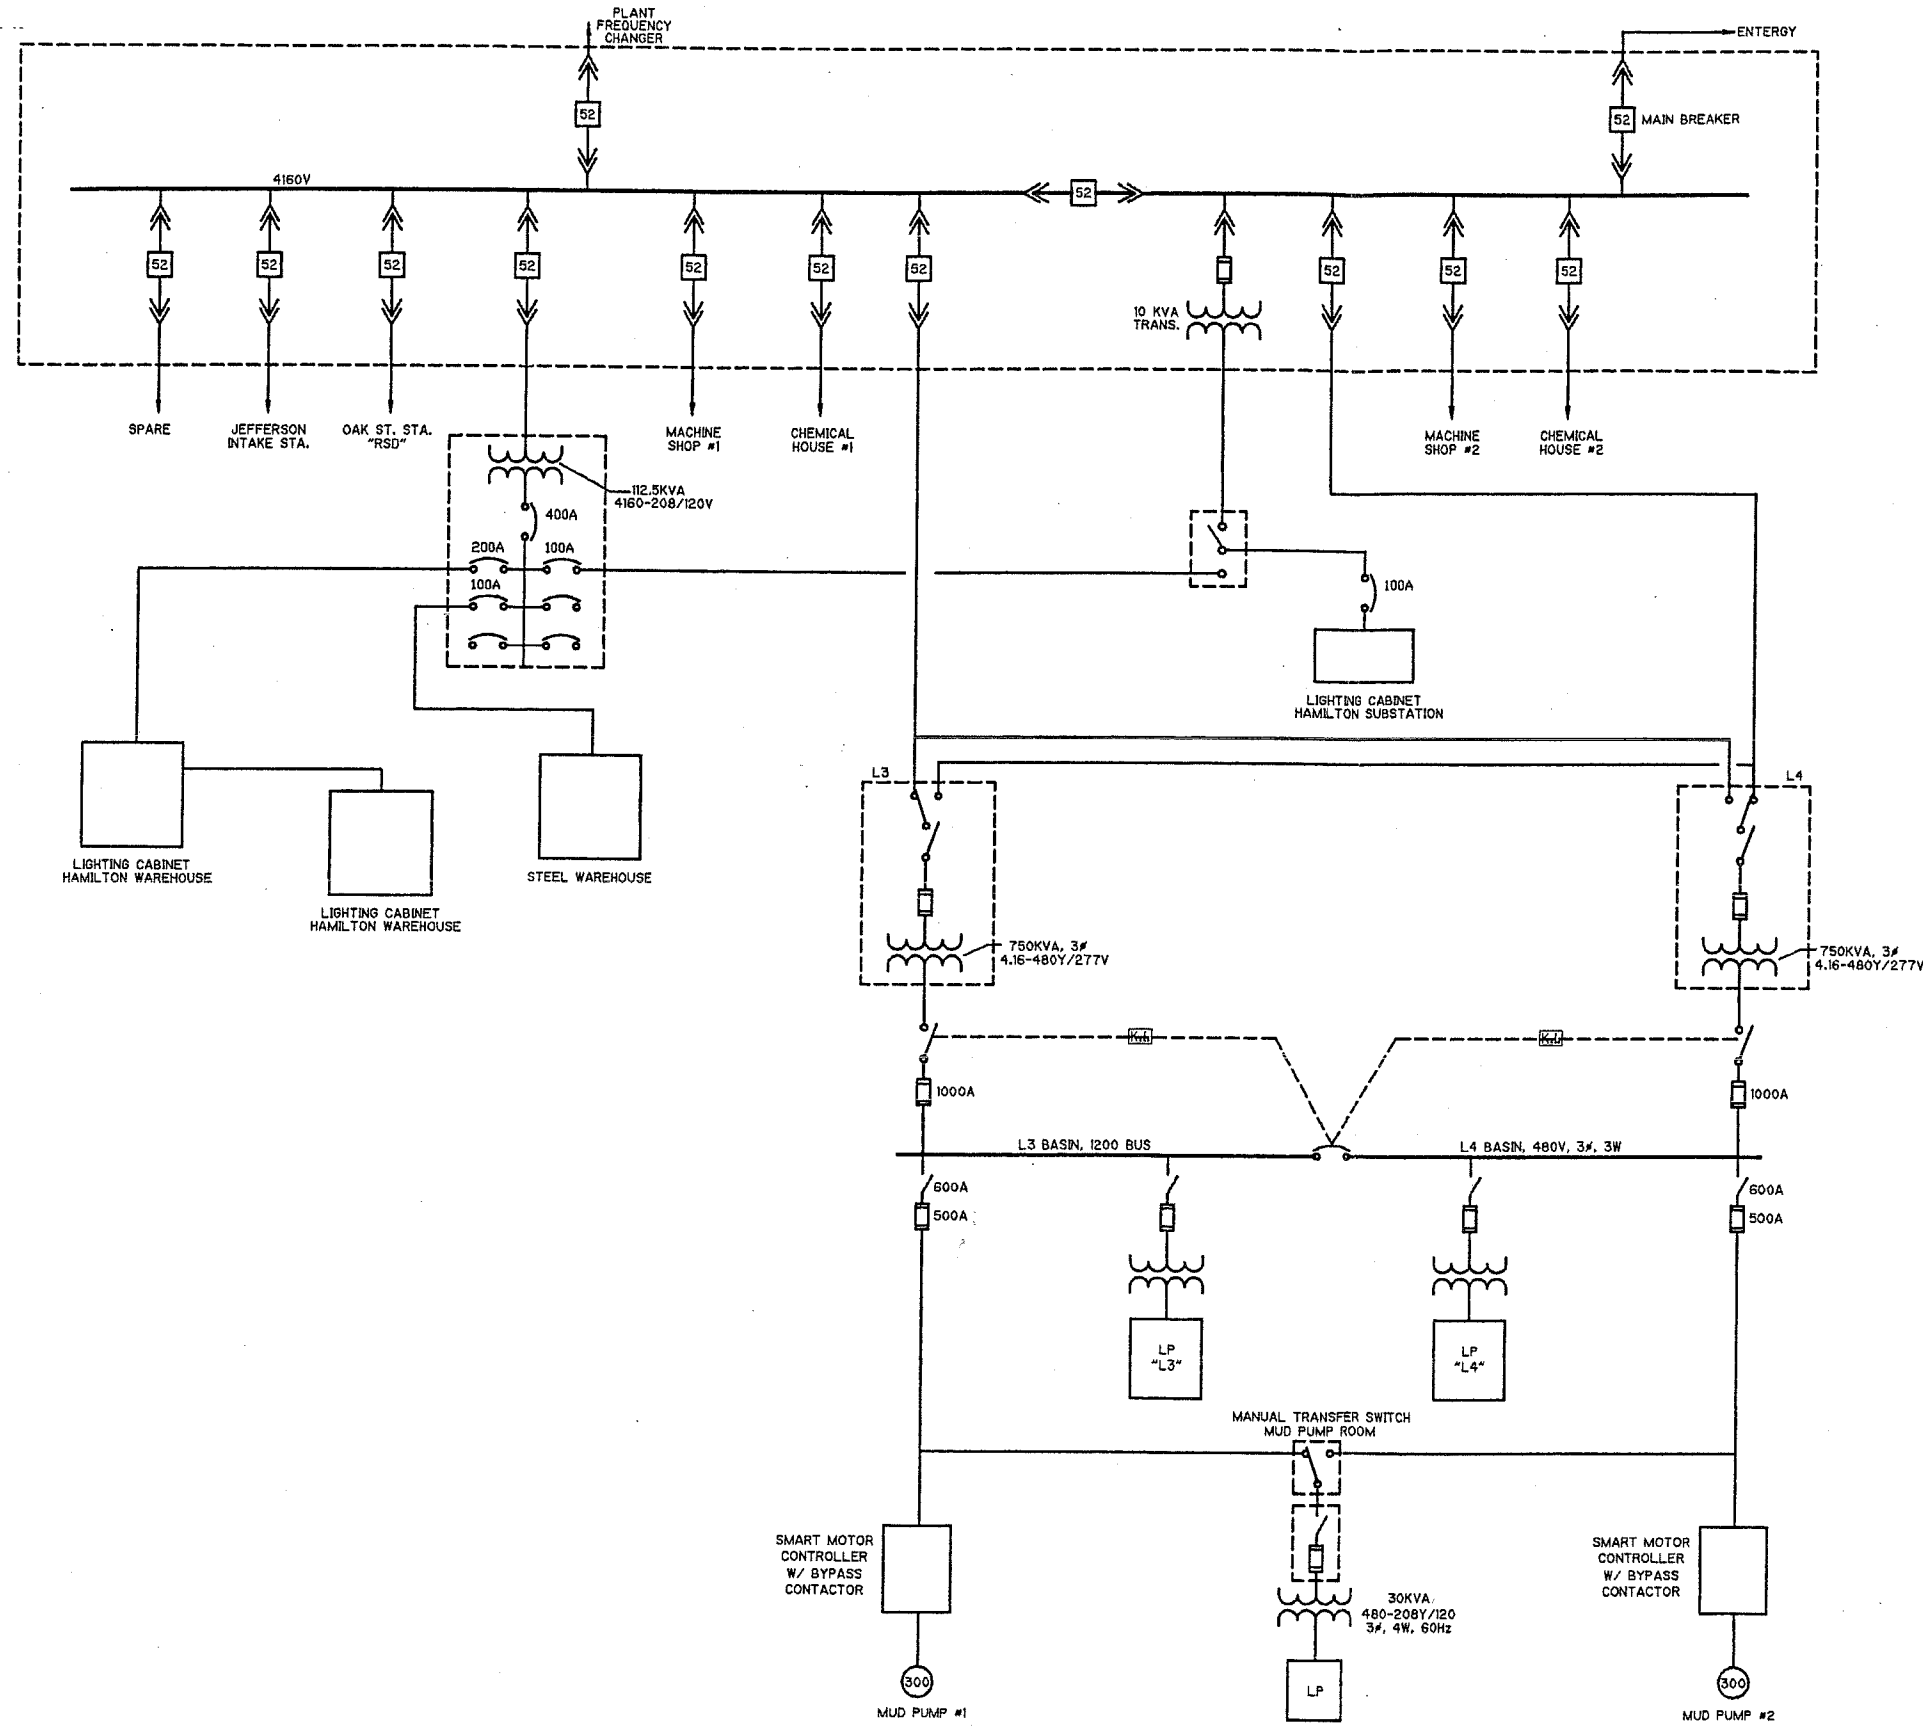 PLANT
FREQUENCY
CHANGER
ENTERGY
52
52 MAIN BREAKER
4160V
52
52
52
52
52
52
52
52
52
52
52
10 KVA
TRANS.
SPARE
JEFFERSON
INTAKE STA.
OAK ST. STA.
"RSD"
MACHINE
SHOP #1
CHEMICAL
HOUSE #1
MACHINE
SHOP #2
CHEMICAL
HOUSE #2
112.5KVA
4160-208/120V
400A
200A
100A
100A
100A
LIGHTING CABINET
HAMILTON SUBSTATION
L3
L4
LIGHTING CABINET
HAMILTON WAREHOUSE
LIGHTING CABINET
HAMILTON WAREHOUSE
STEEL WAREHOUSE
750KVA, 3ø
4.16-480Y/277V
750KVA, 3ø
4.16-480Y/277V
1000A
1000A
L3 BASIN, 1200 BUS
L4 BASIN, 480V, 3ø, 3W
600A
500A
600A
500A
LP
"L3"
LP
"L4"
MANUAL TRANSFER SWITCH
MUD PUMP ROOM
SMART MOTOR
CONTROLLER
W/ BYPASS
CONTACTOR
SMART MOTOR
CONTROLLER
W/ BYPASS
CONTACTOR
30KVA
480-208Y/120
3ø, 4W, 60Hz
LP
300
MUD PUMP #1
300
MUD PUMP #2